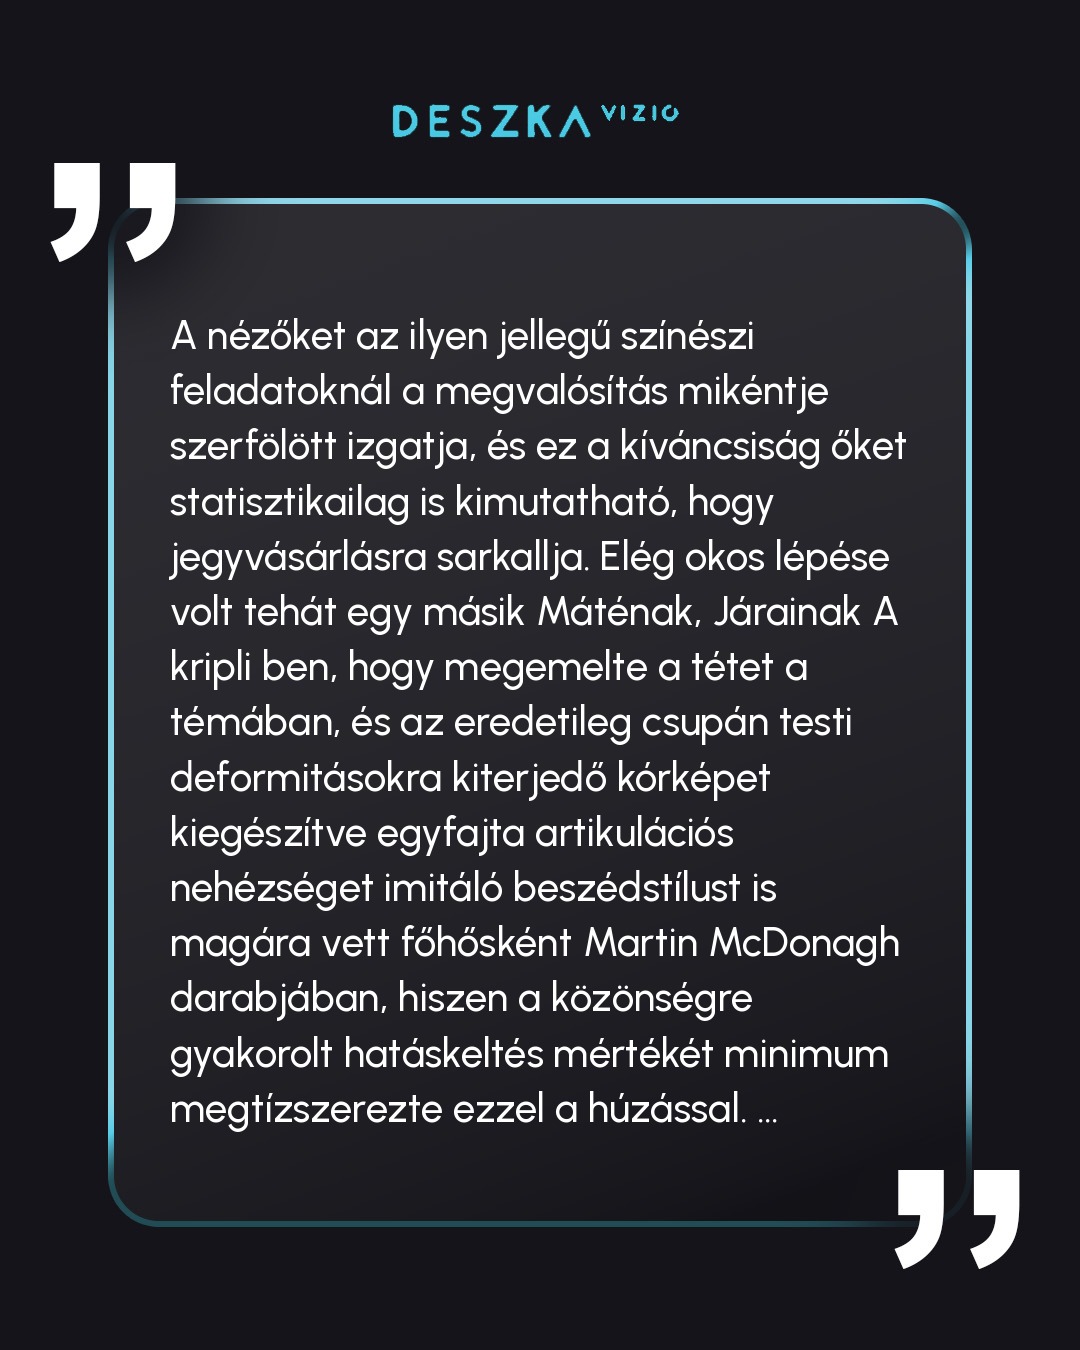 DESZKA VIZIO
A nézőket az ilyen jellegű színészi
feladatoknál a megvalósítás mikéntje
szerfölött izgatja, és ez a kíváncsiság őket
statisztikailag is kimutatható, hogy
jegyvásárlásra sarkallja. Elég okos lépése
volt tehát egy másik Máténak, Járainak A
kripli ben, hogy megemelte a tétet a
témában, és az eredetileg csupán testi
deformitásokra kiterjedő kórképet
kiegészítve egyfajta artikulációs
nehézséget imitáló beszédstílust is
magára vett főhősként Martin McDonagh
darabjában, hiszen a közönségre
gyakorolt hatáskeltés mértékét minimum
megtízszerezte ezzel a húzással. ...